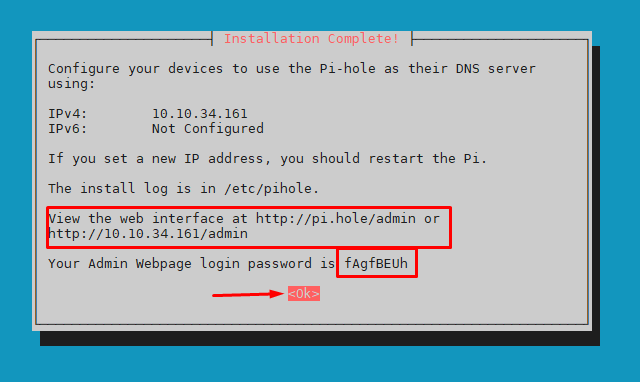 Installation Complete!
Configure your devices to use the Pi-hole as their DNS server
using:
IPv4: 10.10.34.161
IPv6: Not Configured
If you set a new IP address, you should restart the Pi.
The install log is in /etc/pihole.
View the web interface at http://pi.hole/admin or
http://10.10.34.161/admin
Your Admin Webpage login password is fAgfBEUh
<Ok>